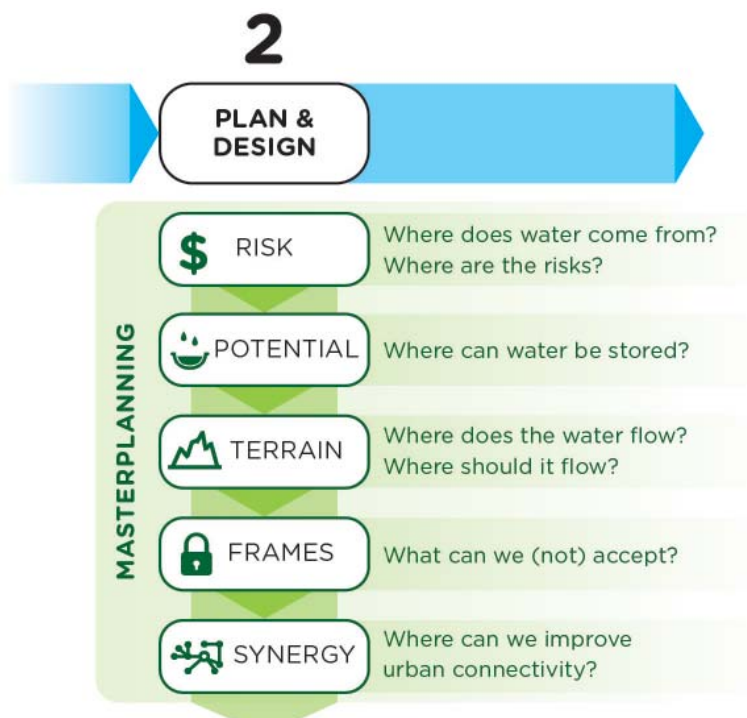 2
PLAN &
DESIGN
MASTERPLANNING
$ RISK
Where does water come from?
Where are the risks?
POTENTIAL
Where can water be stored?
TERRAIN
Where does the water flow?
Where should it flow?
FRAMES
What can we (not) accept?
SYNERGY
Where can we improve
urban connectivity?